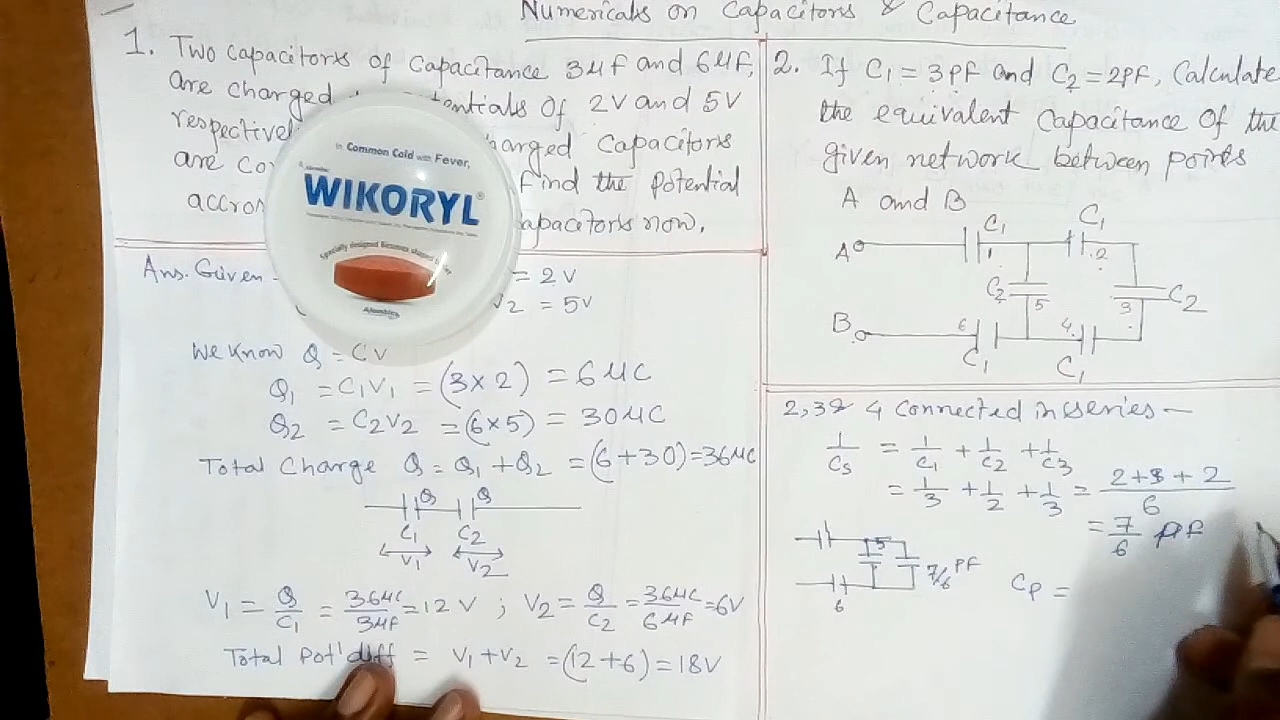 Numericals on Capacitors & Capacitance
1. Two capacitors of capacitance 3μf and 6μf,
are charged potentials of 2V and 5V
charged capacitors
are find the potential
capacitors now.
In Common Cold with Fever,
WIKORYL®
Ans. Given - = 2V
V2 = 5V
We Know Q = CV
Q1 = C1V1 = (3×2) = 6μC
Q2 = C2V2 = (6×5) = 30μC
Total Charge Q = Q1+Q2 = (6+30)=36μC
Q Q
C1 C2
V1 V2
V1 = Q/C1 = 36μC/3μF = 12 V ; V2 = Q/C2 = 36μC/6μF = 6V
Total Pot'diff = V1+V2 = (12+6) = 18V
2. If C1 = 3PF and C2 = 2PF, Calculate
the equivalent Capacitance of the
given network between points
A and B
C1 C1
A 1 2
C2 5 3 C2
B 6 4
C1 C1
2,3& 4 Connected in series —
1/Cs = 1/C1 + 1/C2 + 1/C3
= 1/3 + 1/2 + 1/3 = 2+3+2/6
= 7/6 PF
5
7/6 PF
6
Cp =